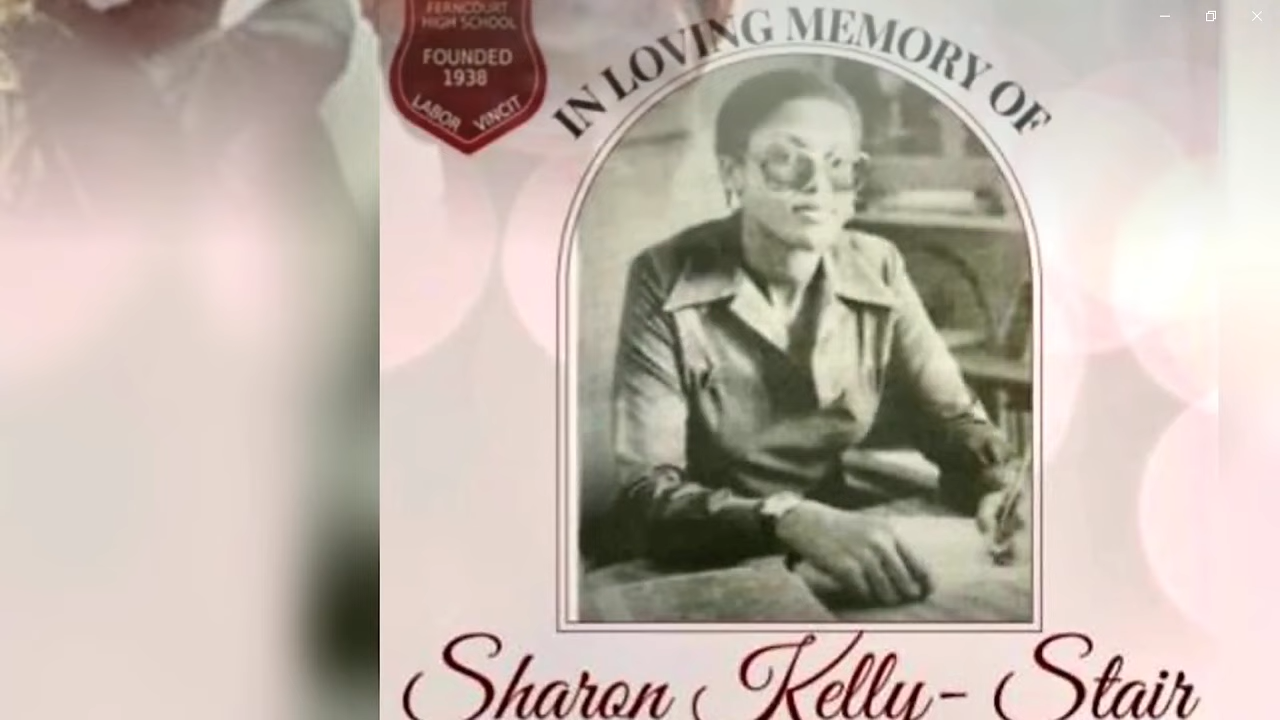 FERNCOURT
HIGH SCHOOL
FOUNDED
1938
LABOR VINCIT
IN LOVING MEMORY OF
Sharon Kelly- Stair